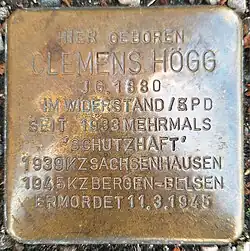 HIER GEBOREN
CLEMENS HÖGG
JG. 1880
IM WIDERSTAND / SPD
SEIT 1933 MEHRMALS
'SCHUTZHAFT'
1939 KZ SACHSENHAUSEN
1945 KZ BERGEN-BELSEN
ERMORDET 11.3.1945